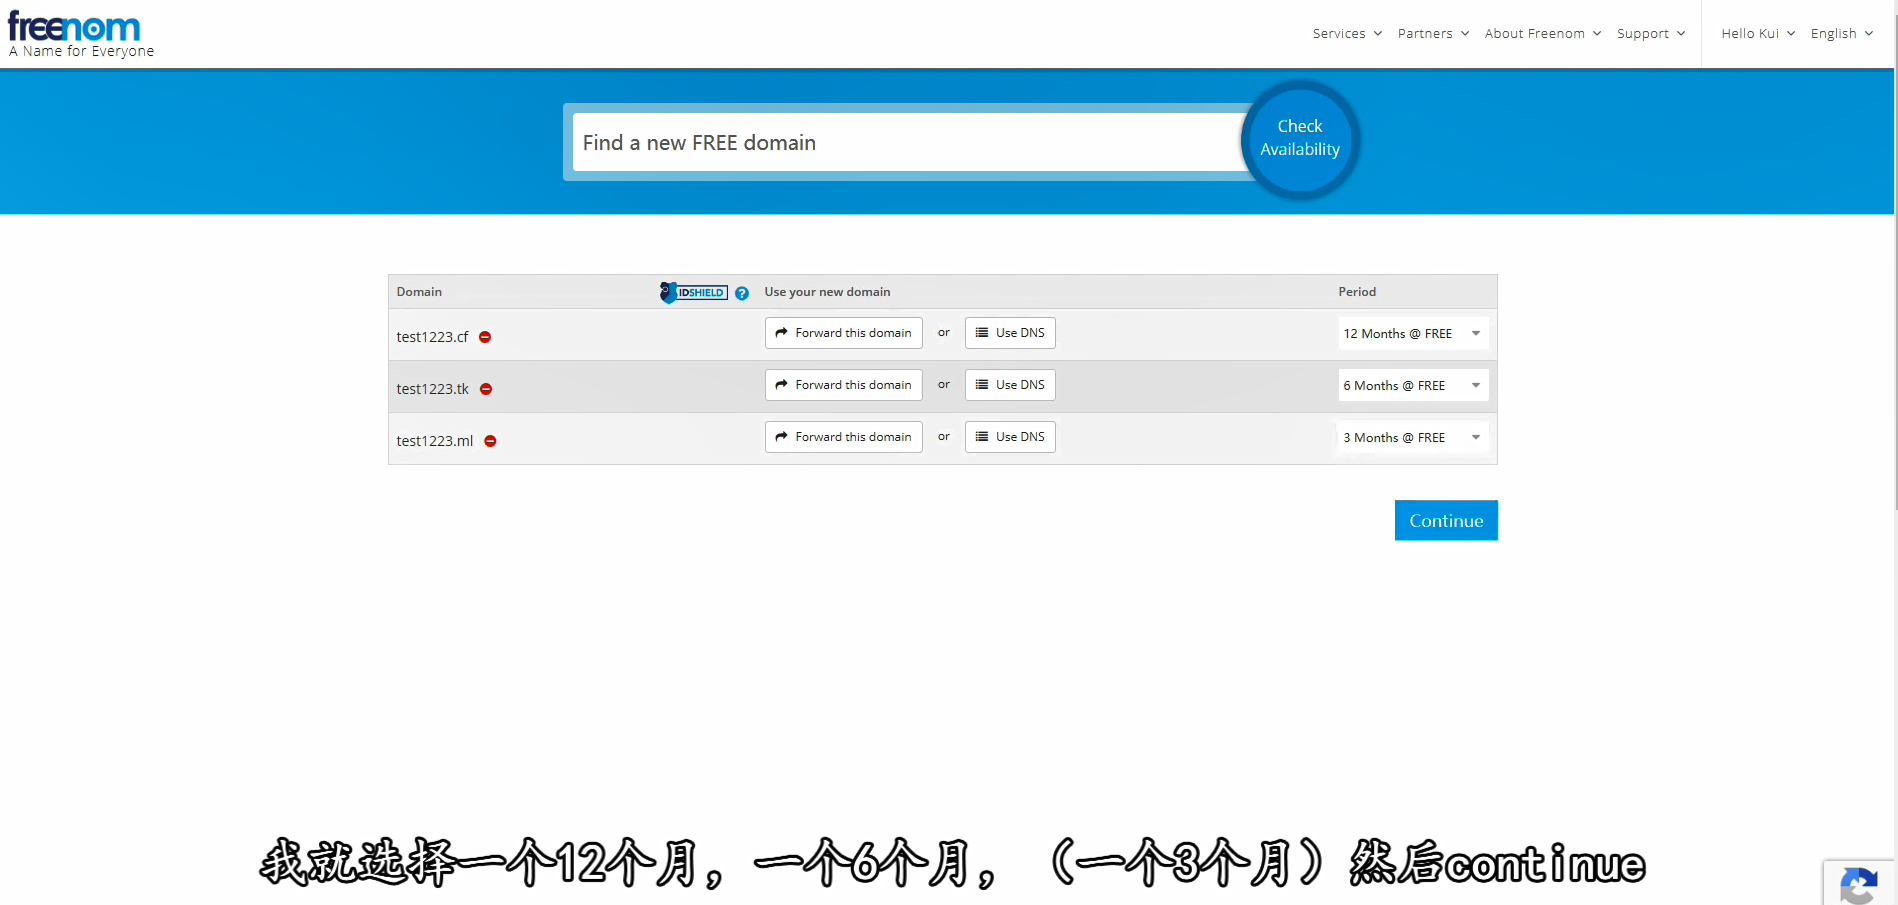 freenom
A Name for Everyone
Services Partners About Freenom Support Hello Kui English
Find a new FREE domain
Check
Availability
Domain IDSHIELD ? Use your new domain Period
test1223.cf Forward this domain or Use DNS 12 Months @ FREE
test1223.tk Forward this domain or Use DNS 6 Months @ FREE
test1223.ml Forward this domain or Use DNS 3 Months @ FREE
Continue
我就选择一个12个月，一个6个月，（一个3个月）然后continue